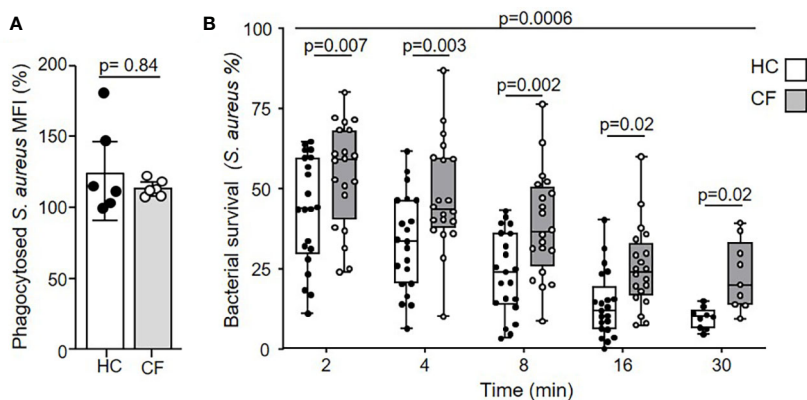 A
p= 0.84
Phagocytosed S. aureus MFI (%)
200
150
100
50
0
HC
CF
B
p=0.0006
p=0.007
p=0.003
p=0.002
p=0.02
p=0.02
HC
CF
Bacterial survival (S. aureus %)
100
75
50
25
0
2
4
8
16
30
Time (min)